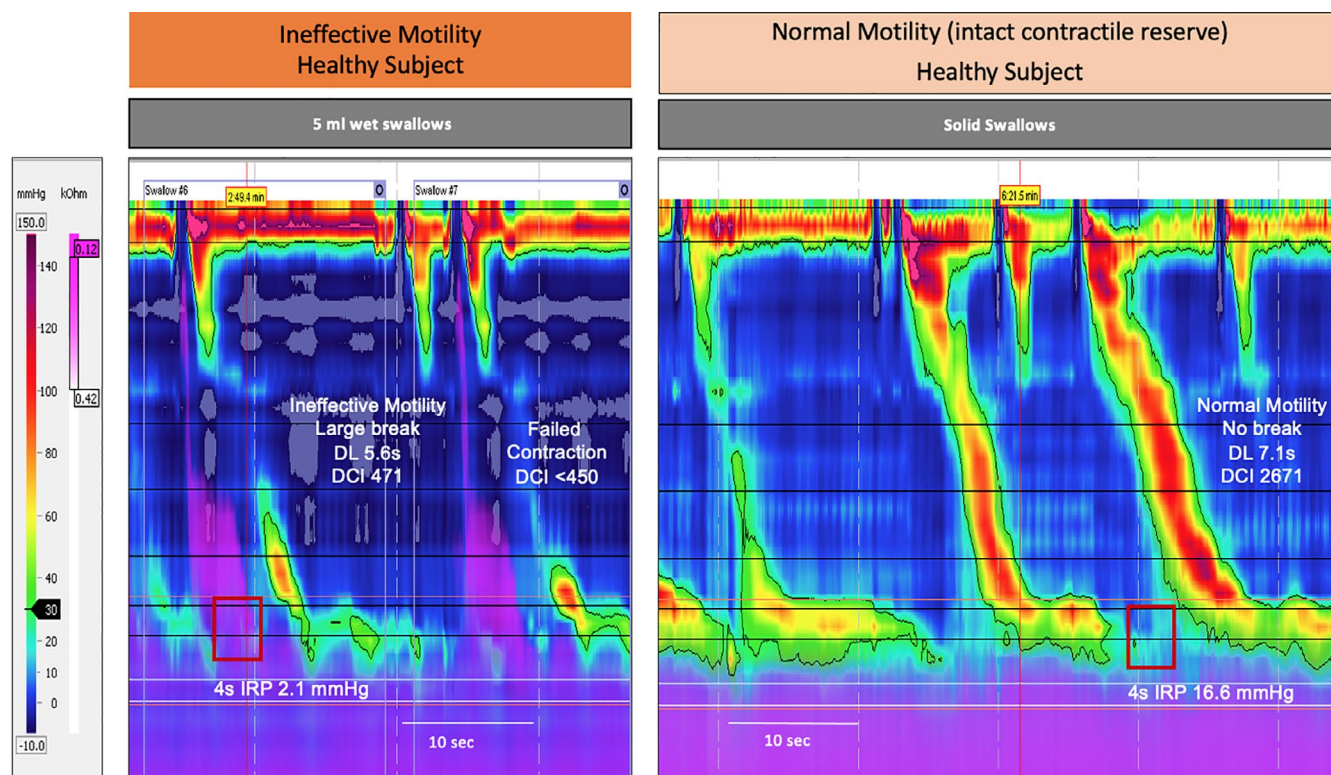 Ineffective Motility
Healthy Subject
Normal Motility (intact contractile reserve)
Healthy Subject
5 ml wet swallows
Solid Swallows
mmHg kOhm
150.0
0.12
140
120
100
0.42
80
60
40
30
20
10
0
-10.0
Swalow #6
2:49.4 min
O
Swalow #7
O
Ineffective Motility
Large break
DL 5.6s
DCI 471
Failed
Contraction
DCI <450
4s IRP 2.1 mmHg
10 sec
6:21.5 min
Normal Motility
No break
DL 7.1s
DCI 2671
4s IRP 16.6 mmHg
10 sec